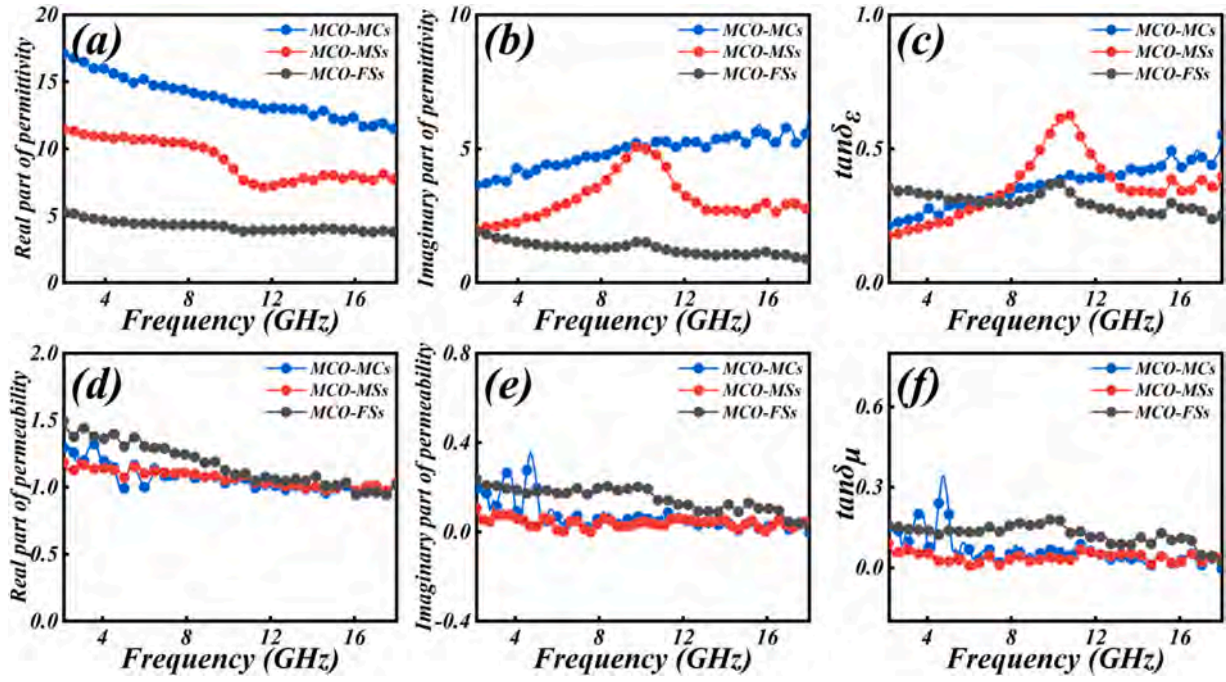 (a)
MCO-MCs
MCO-MSs
MCO-FSs
20
15
10
5
0
Real part of permittivity
4 8 12 16
Frequency (GHz)
(b)
MCO-MCs
MCO-MSs
MCO-FSs
10
5
0
Imaginary part of permittivity
4 8 12 16
Frequency (GHz)
(c)
MCO-MCs
MCO-MSs
MCO-FSs
1.0
0.5
0.0
tanδε
4 8 12 16
Frequency (GHz)
(d)
MCO-MCs
MCO-MSs
MCO-FSs
2.0
1.5
1.0
1.5
0.0
Real part of permeability
4 8 12 16
Frequency (GHz)
(e)
MCO-MCs
MCO-MSs
MCO-FSs
0.8
0.4
0.0
-0.4
Imaginary part of permeability
4 8 12 16
Frequency (GHz)
(f)
MCO-MCs
MCO-MSs
MCO-FSs
0.6
0.3
0.0
tanδμ
4 8 12 16
Frequency (GHz)